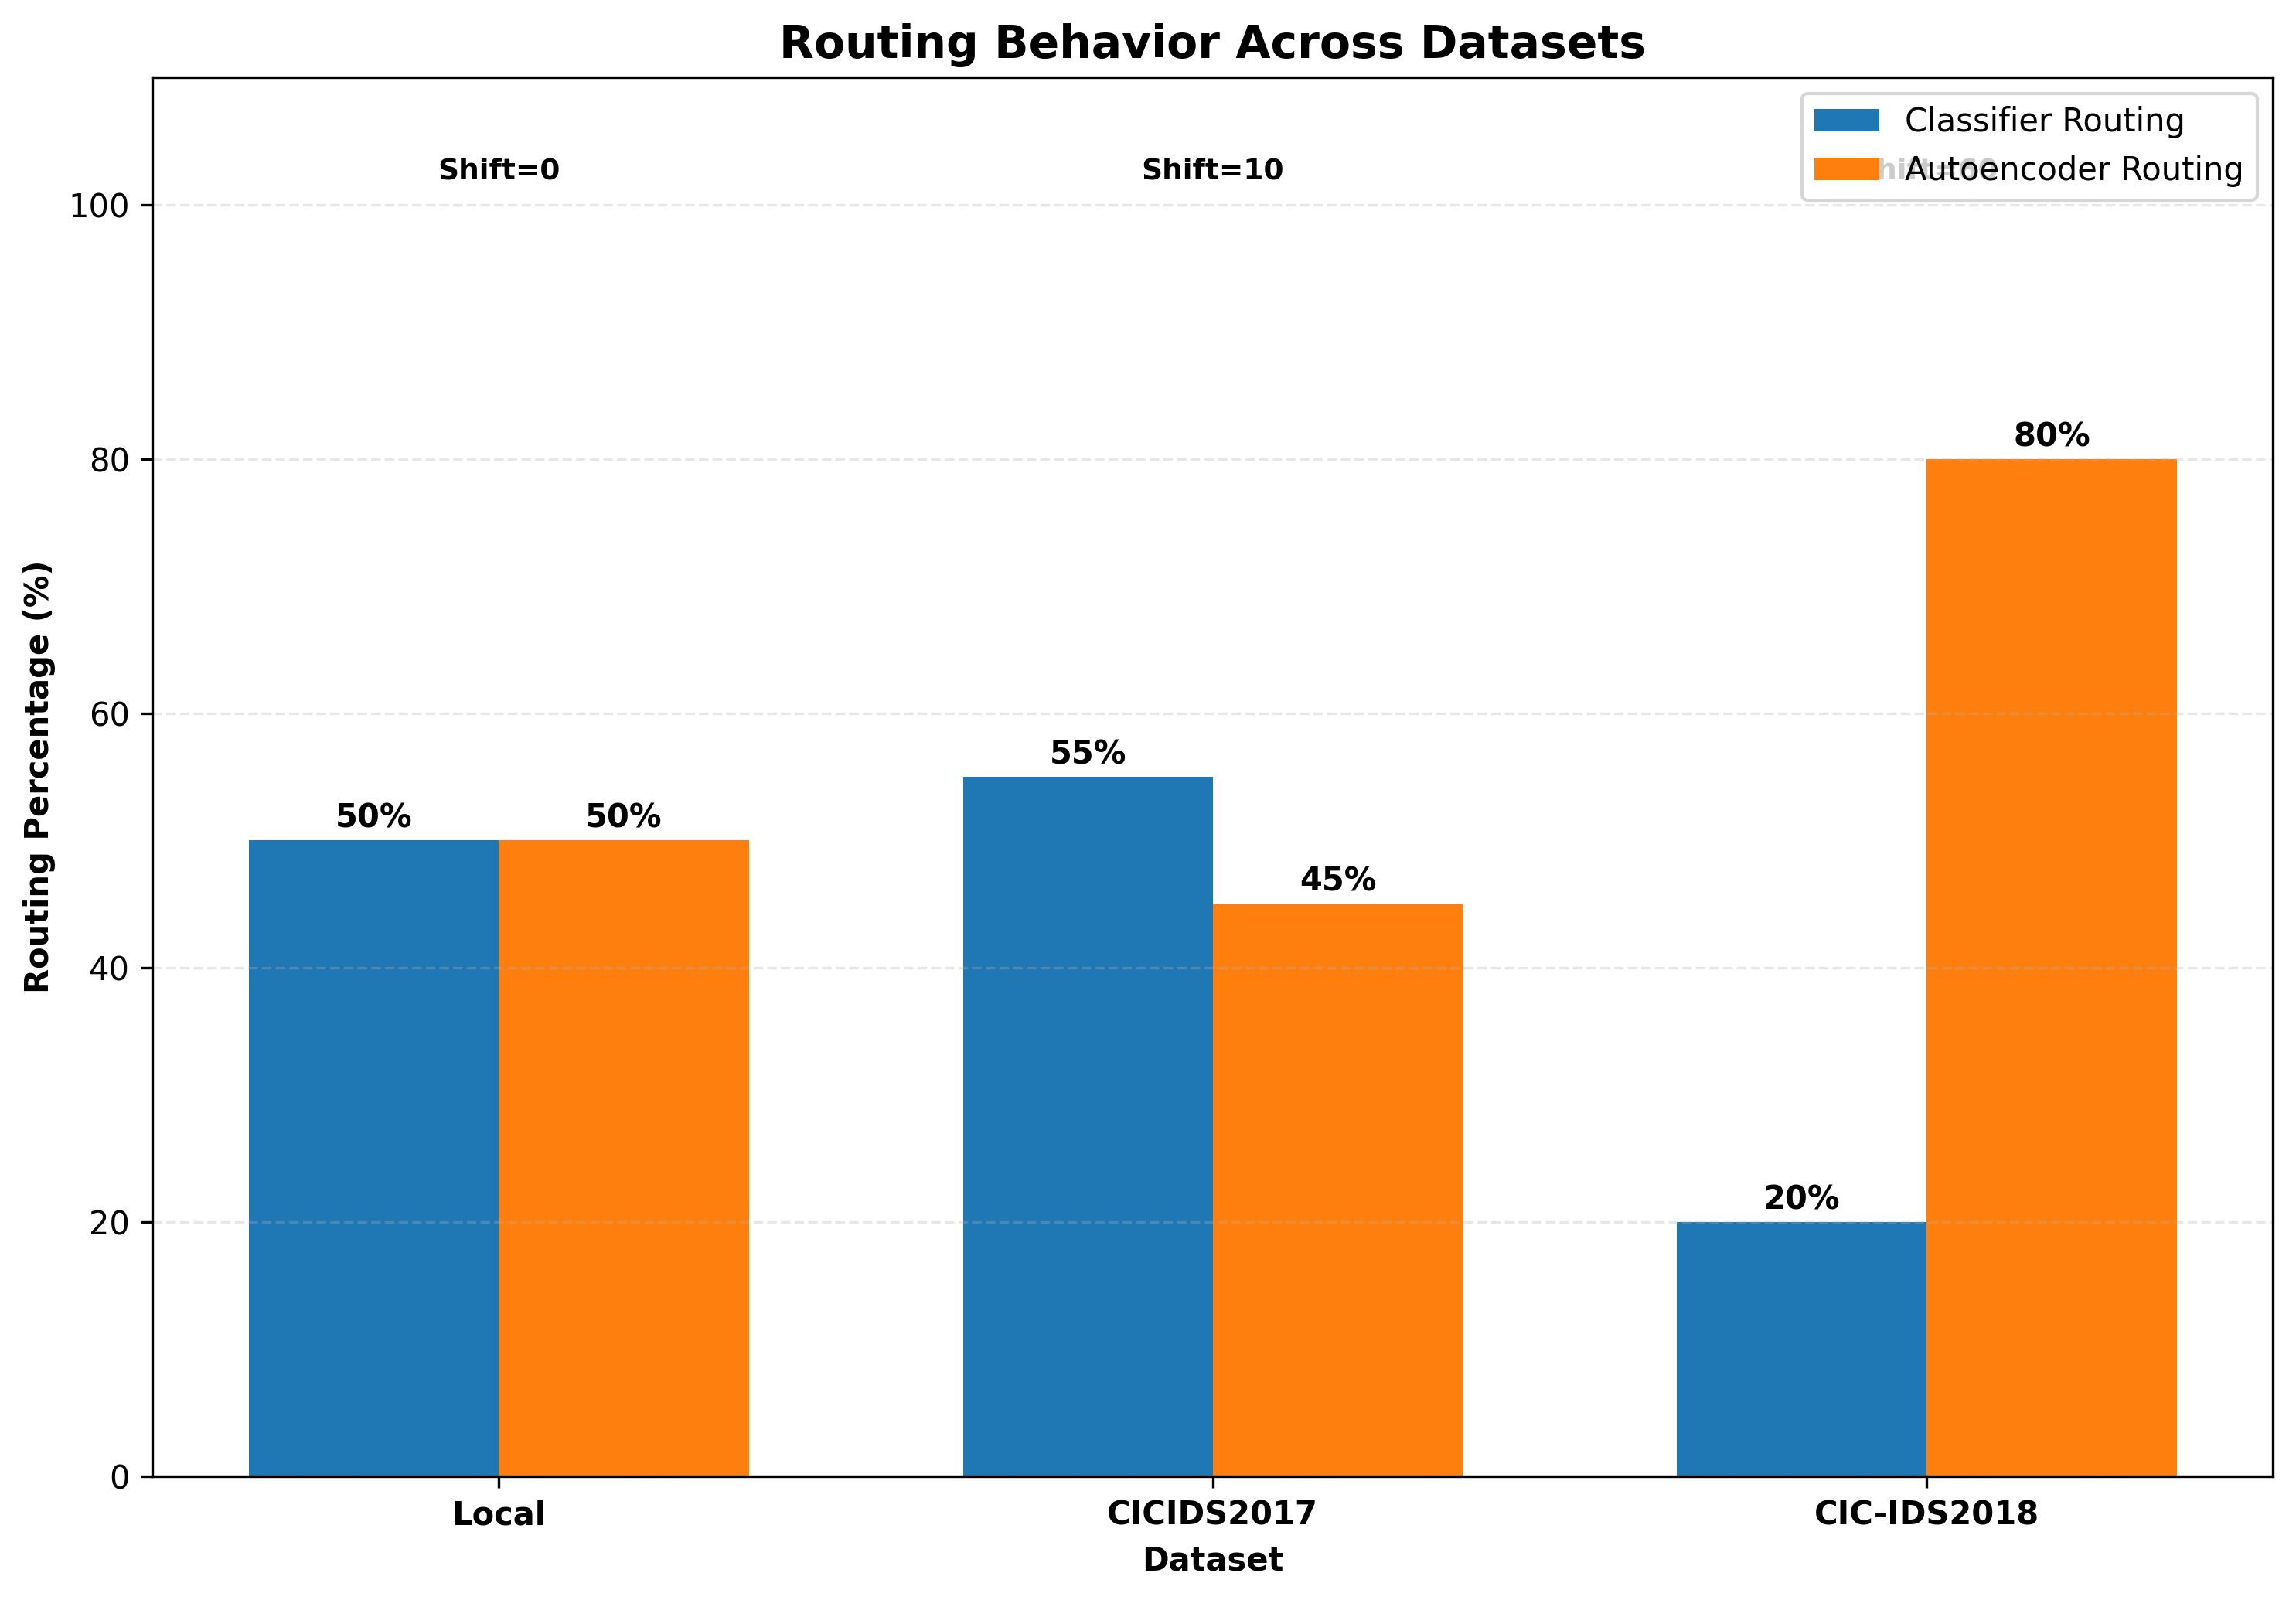 Routing Behavior Across Datasets
Classifier Routing
Autoencoder Routing
Shift=0
Shift=10
100
80
60
40
20
0
Routing Percentage (%)
50%
50%
55%
45%
20%
80%
Local
CICIDS2017
CIC-IDS2018
Dataset